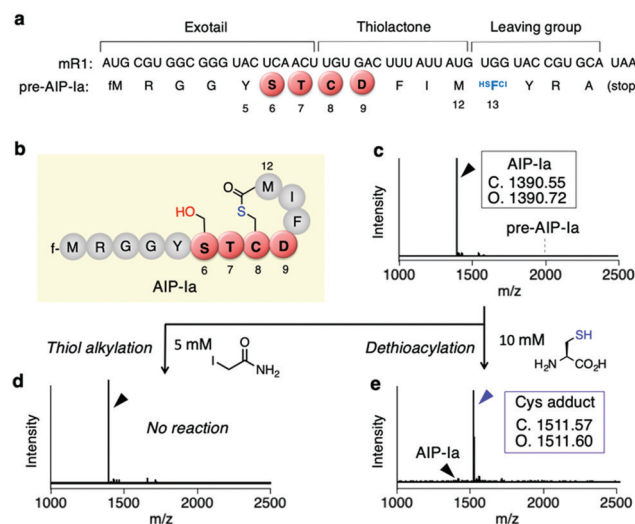 a
Exotail Thiolactone Leaving group
mR1: AUG CGU GGC GGG UAC UCA ACU UGU GAC UUU AUU AUG UGG UAC CGU GCA UAA
pre-AIP-Ia: fM R G G Y S T C D F I M HSFCl Y R A (stop)
5 6 7 8 9 12 13
b
12
O M I
HO S F
f- M R G G Y S T C D
6 7 8 9
AIP-Ia
c
Intensity
AIP-Ia
C. 1390.55
O. 1390.72
pre-AIP-Ia
1000 1500 2000 2500
m/z
Thiol alkylation 5 mM I O NH2
Dethioacylation 10 mM SH H2N CO2H
d
Intensity
No reaction
1000 1500 2000 2500
m/z
e
Intensity
Cys adduct
C. 1511.57
O. 1511.60
AIP-Ia
1000 1500 2000 2500
m/z